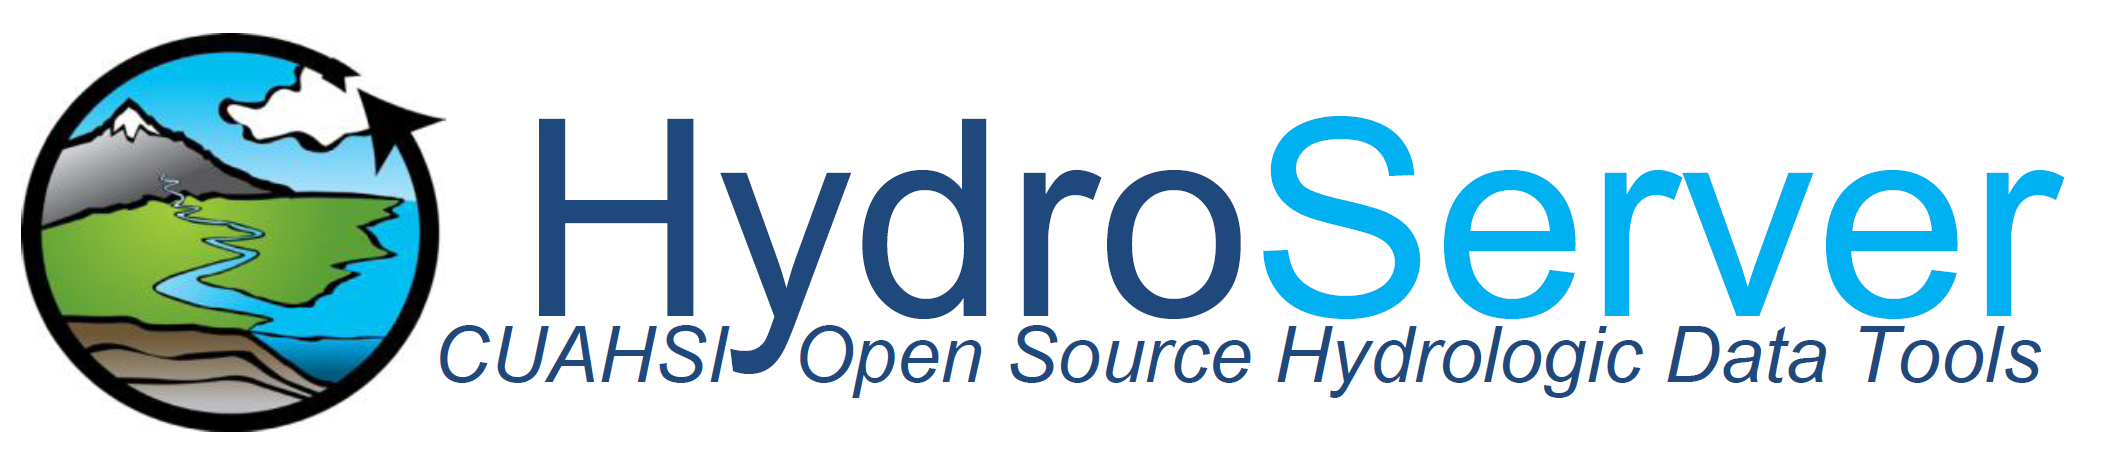 HydroServer
CUAHSI Open Source Hydrologic Data Tools